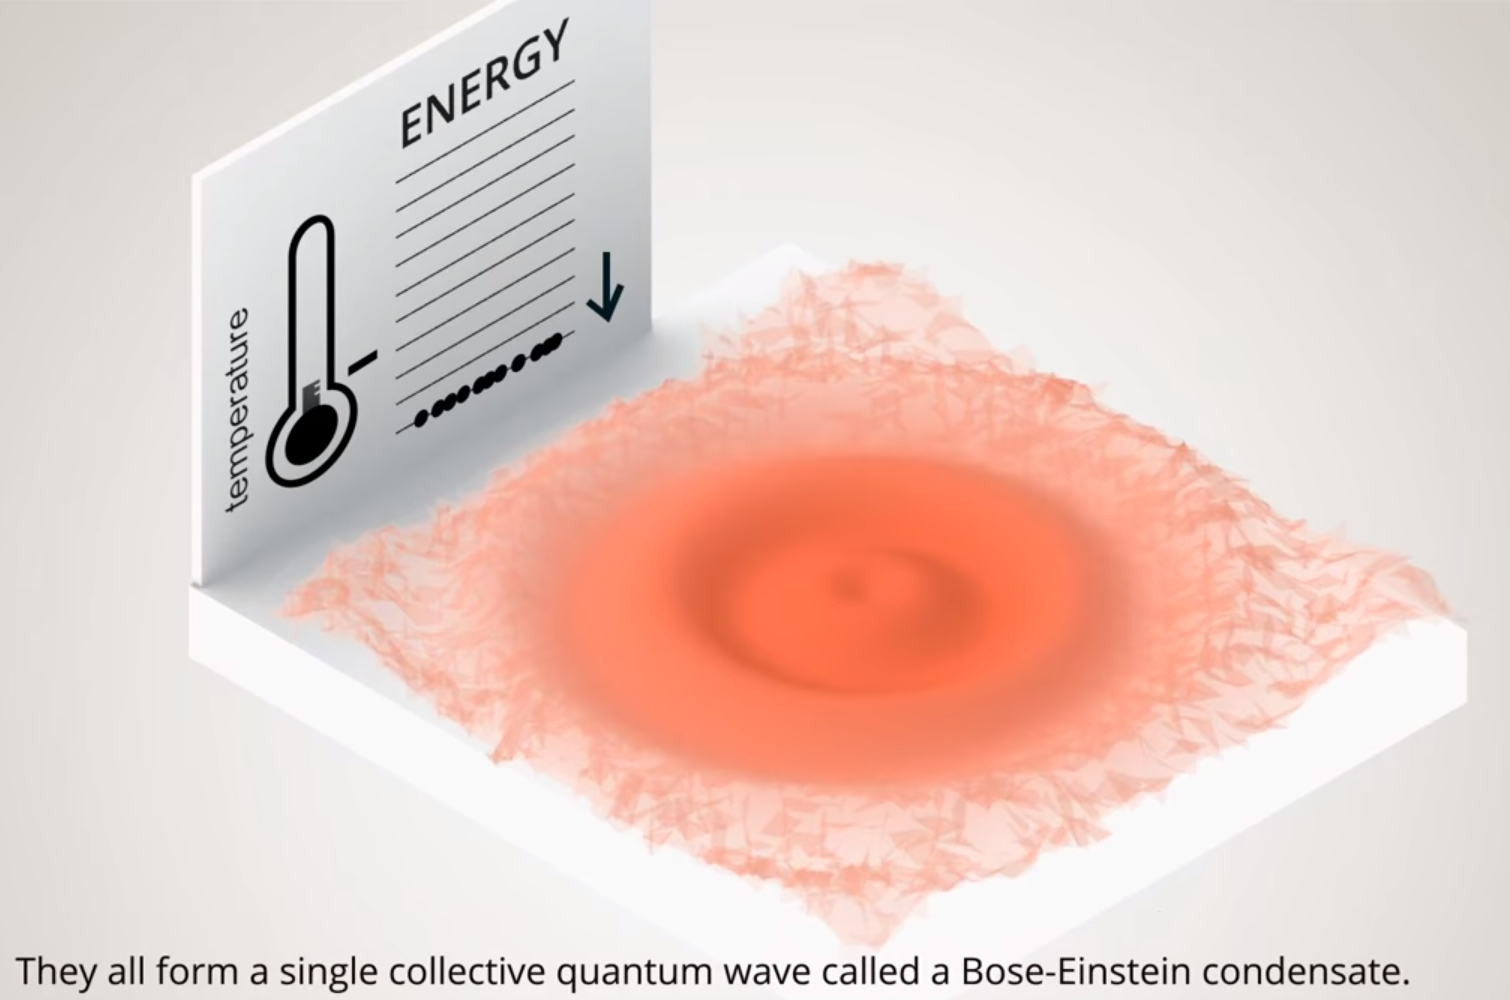 ENERGY
temperature
They all form a single collective quantum wave called a Bose-Einstein condensate.